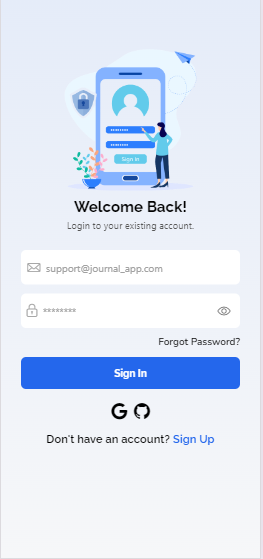 ********
********
Sign In
Welcome Back!
Login to your existing account.
support@journal_app.com
********
Forgot Password?
Sign In
Don't have an account? Sign Up